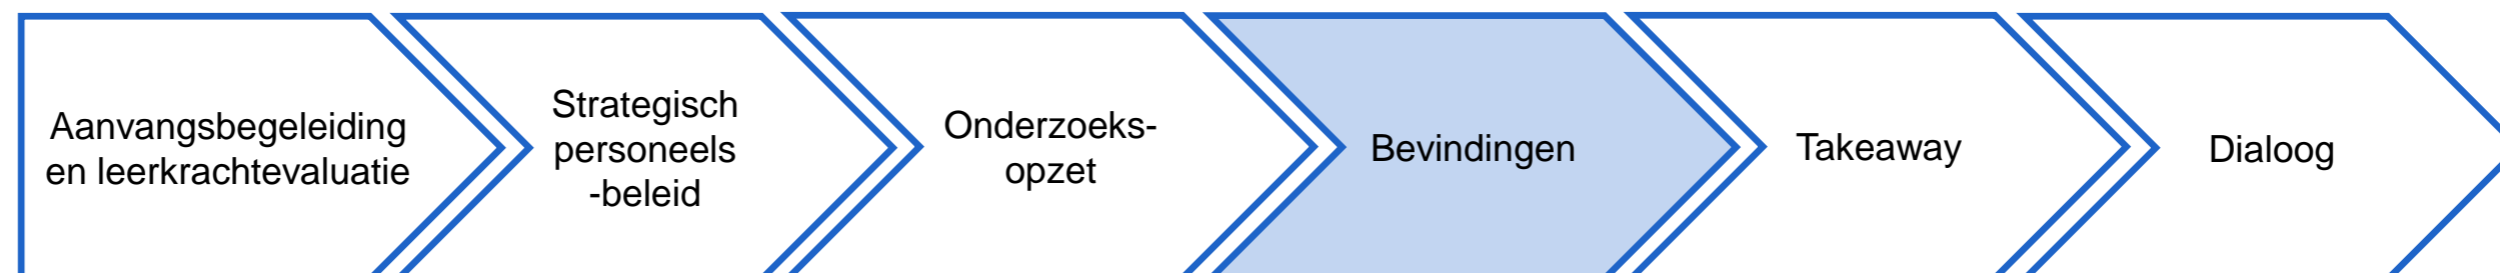 Aanvangsbegeleiding
en leerkrachtevaluatie
Strategisch
personeels
-beleid
Onderzoeks-
opzet
Bevindingen
Takeaway
Dialoog